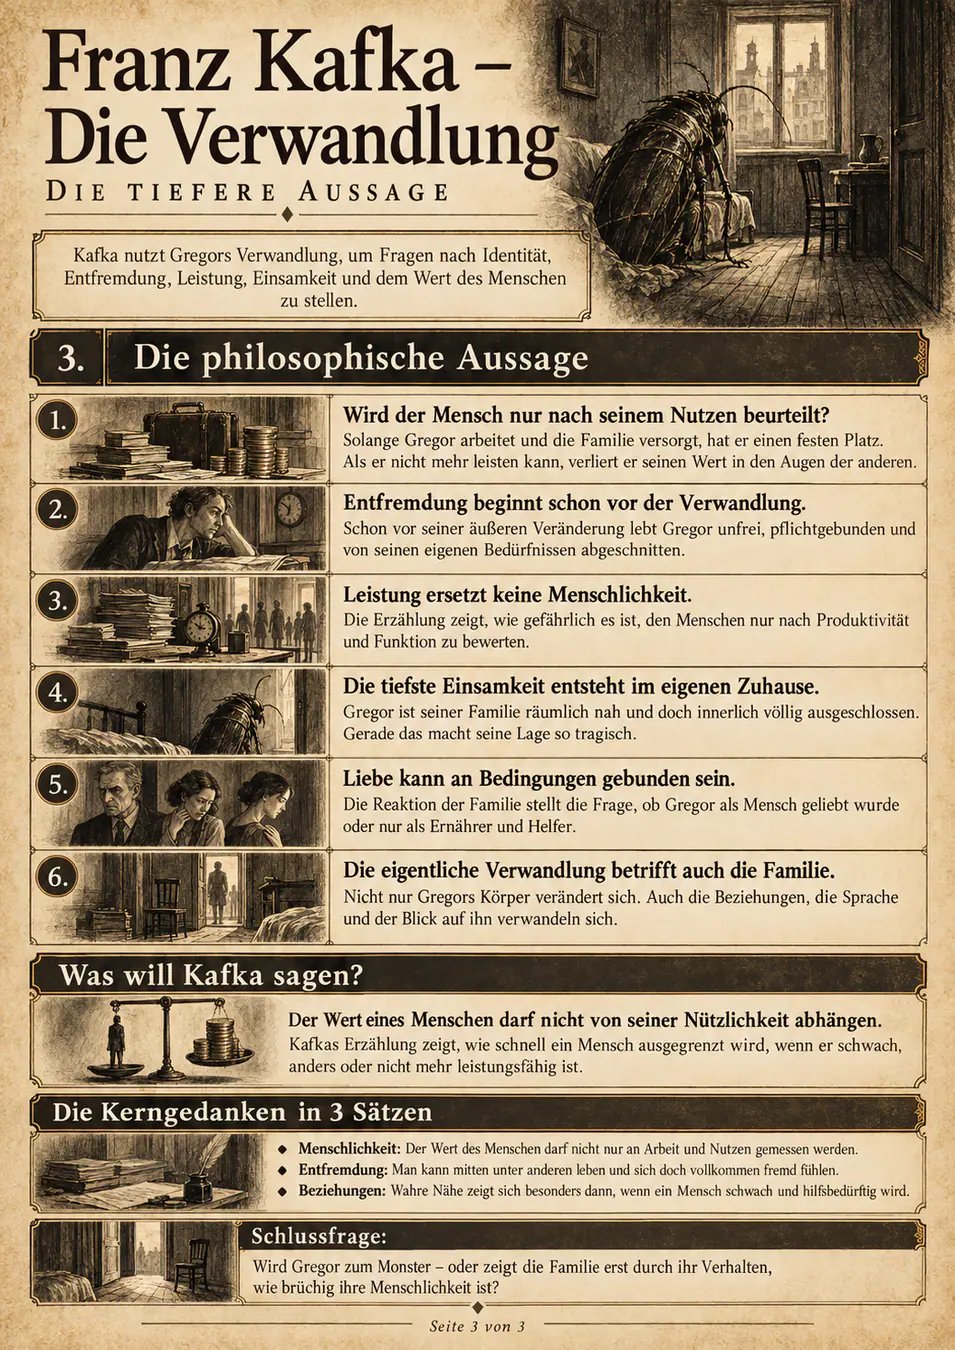 Franz Kafka –
Die Verwandlung
Die tiefere Aussage
Kafka nutzt Gregors Verwandlung, um Fragen nach Identität,
Entfremdung, Leistung, Einsamkeit und dem Wert des Menschen
zu stellen.
3. Die philosophische Aussage
1.
Wird der Mensch nur nach seinem Nutzen beurteilt?
Solange Gregor arbeitet und die Familie versorgt, hat er einen festen Platz.
Als er nicht mehr leisten kann, verliert er seinen Wert in den Augen der anderen.
2.
Entfremdung beginnt schon vor der Verwandlung.
Schon vor seiner äußeren Veränderung lebt Gregor unfrei, pflichtgebunden und
von seinen eigenen Bedürfnissen abgeschnitten.
3.
Leistung ersetzt keine Menschlichkeit.
Die Erzählung zeigt, wie gefährlich es ist, den Menschen nur nach Produktivität
und Funktion zu bewerten.
4.
Die tiefste Einsamkeit entsteht im eigenen Zuhause.
Gregor ist seiner Familie räumlich nah und doch innerlich völlig ausgeschlossen.
Gerade das macht seine Lage so tragisch.
5.
Liebe kann an Bedingungen gebunden sein.
Die Reaktion der Familie stellt die Frage, ob Gregor als Mensch geliebt wurde
oder nur als Ernährer und Helfer.
6.
Die eigentliche Verwandlung betrifft auch die Familie.
Nicht nur Gregors Körper verändert sich. Auch die Beziehungen, die Sprache
und der Blick auf ihn verwandeln sich.
Was will Kafka sagen?
Der Wert eines Menschen darf nicht von seiner Nützlichkeit abhängen.
Kafkas Erzählung zeigt, wie schnell ein Mensch ausgegrenzt wird, wenn er schwach,
anders oder nicht mehr leistungsfähig ist.
Die Kerngedanken in 3 Sätzen
◆ Menschlichkeit: Der Wert des Menschen darf nicht nur an Arbeit und Nutzen gemessen werden.
◆ Entfremdung: Man kann mitten unter anderen leben und sich doch vollkommen fremd fühlen.
◆ Beziehungen: Wahre Nähe zeigt sich besonders dann, wenn ein Mensch schwach und hilfsbedürftig wird.
Schlussfrage:
Wird Gregor zum Monster – oder zeigt die Familie erst durch ihr Verhalten,
wie brüchig ihre Menschlichkeit ist?
Seite 3 von 3